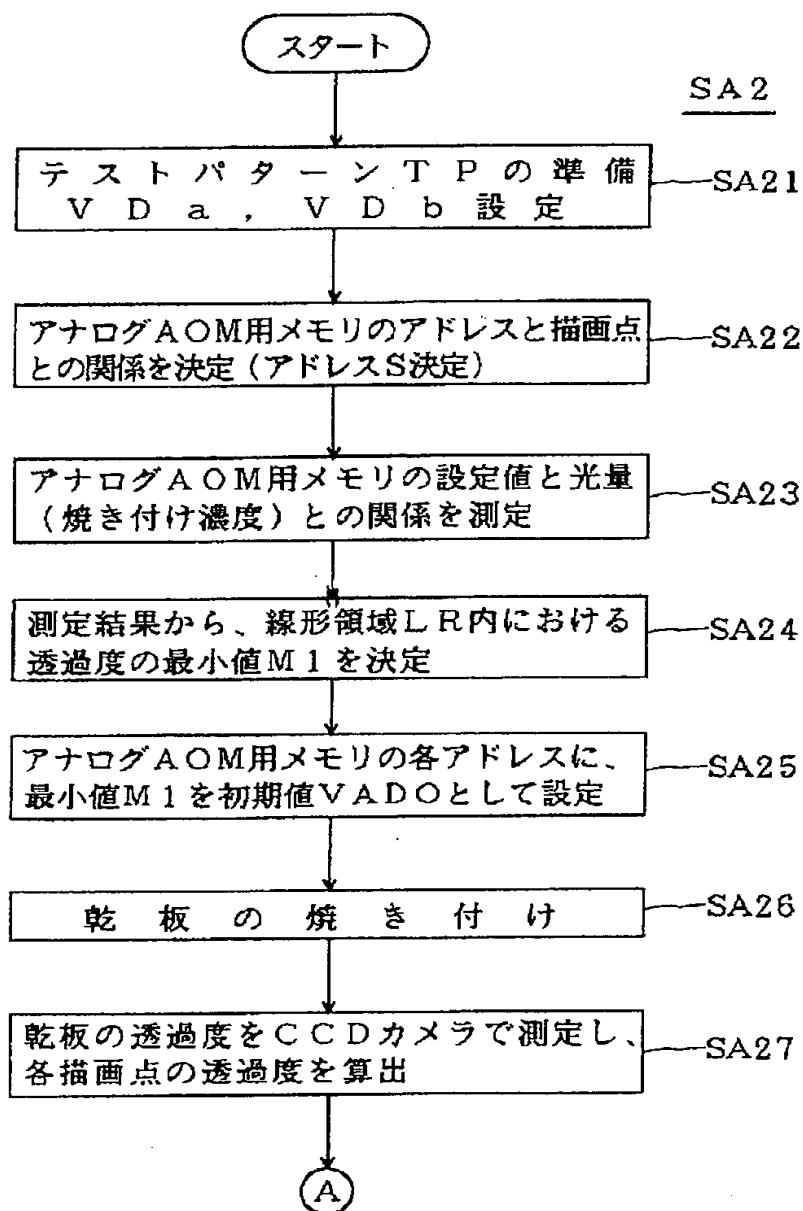 スタート
SA2
テストパターンTPの準備
VDa,VDb設定
SA21
アナログAOM用メモリのアドレスと描画点
との関係を決定(アドレスS決定)
SA22
アナログAOM用メモリの設定値と光量
(焼き付け濃度)との関係を測定
SA23
測定結果から、線形領域LR内における
透過度の最小値M1を決定
SA24
アナログAOM用メモリの各アドレスに、
最小値M1を初期値VADOとして設定
SA25
乾板の焼き付け
SA26
乾板の透過度をCCDカメラで測定し、
各描画点の透過度を算出
SA27
A